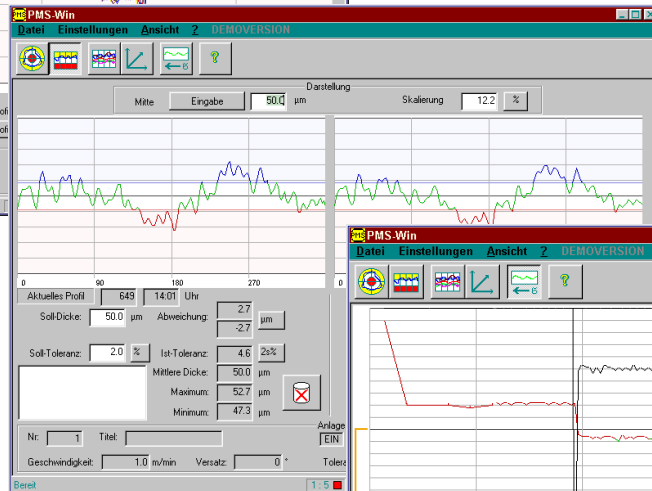 PMS-Win
Datei Einstellungen Ansicht ? DEMOVERSION
Darstellung
Mitte Eingabe 50.0 µm Skalierung 12.2 %
0 90 180 270 0
Aktuelles Profil 649 14:01 Uhr
Soll-Dicke: 50.0 µm Abweichung: 2.7 µm
-2.7
Soll-Toleranz: 2.0 % Ist-Toleranz: 4.6 2s%
Mittlere Dicke: 50.0 µm
Maximum: 52.7 µm
Minimum: 47.3 µm
Anlage
Nr: 1 Titel: EIN
Geschwindigkeit: 1.0 m/min Versatz: 0 °
Bereit 1 : 5
PMS-Win
Datei Einstellungen Ansicht ? DEMOVERSION